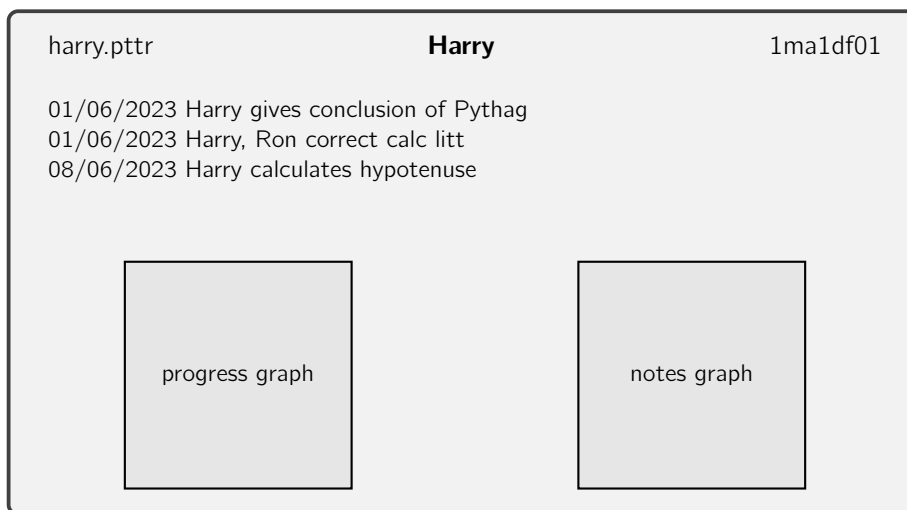 harry.pttr Harry 1ma1df01
01/06/2023 Harry gives conclusion of Pythag
01/06/2023 Harry, Ron correct calc litt
08/06/2023 Harry calculates hypotenuse
progress graph notes graph